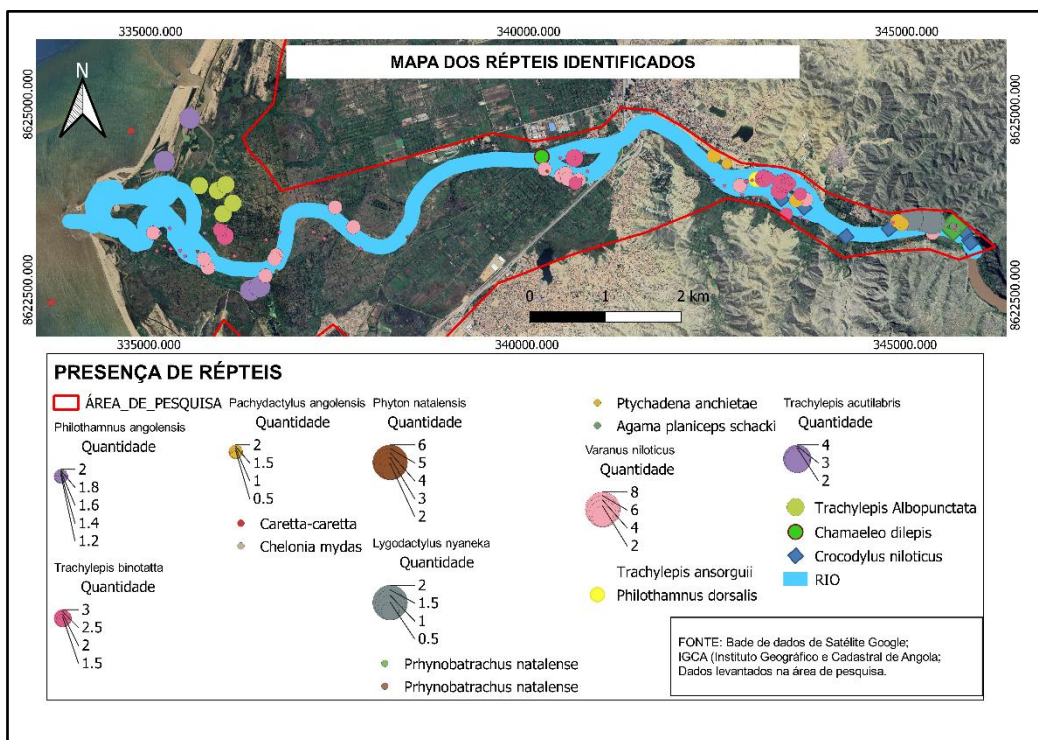 335000.000 340000.000 345000.000
MAPA DOS RÉPTEIS IDENTIFICADOS
N
8625000.000
8625000.000
8622500.000
8622500.000
0 1 2 km
335000.000 340000.000 345000.000
PRESENÇA DE RÉPTEIS
ÁREA_DE_PESQUISA
Philothamnus angolensis
Quantidade
2
1.8
1.6
1.4
1.2
Trachylepis binotatta
Quantidade
3
2.5
2
1.5
Pachydactylus angolensis
Quantidade
2
1.5
1
0.5
Caretta-caretta
Chelonia mydas
Phyton natalensis
Quantidade
6
5
4
3
2
Lygodactylus nyaneka
Quantidade
2
1.5
1
0.5
Prhynobatrachus natalense
Prhynobatrachus natalense
Ptychadena anchietae
Agama planiceps schacki
Varanus niloticus
Quantidade
8
6
4
2
Trachylepis ansorguii
Philothamnus dorsalis
Trachylepis acutilabris
Quantidade
4
3
2
Trachylepis Albopunctata
Chamaeleo dilepis
Crocodylus niloticus
RIO
FONTE: Bade de dados de Satélite Google;
IGCA (Instituto Geográfico e Cadastral de Angola;
Dados levantados na área de pesquisa.